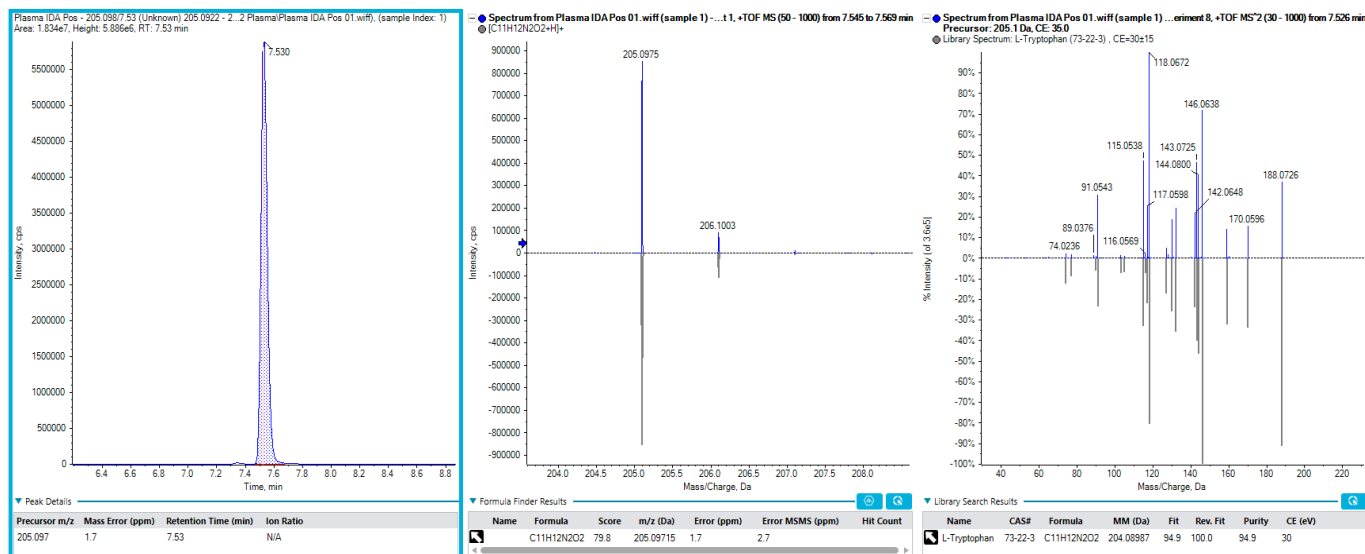 Plasma IDA Pos - 205.098/7.53 (Unknown) 205.0922 - 2...2 Plasma\Plasma IDA Pos 01.wiff), (sample Index: 1)
Area: 1.834e7, Height: 5.886e6, RT: 7.53 min
7.530
5500000
5000000
4500000
4000000
3500000
3000000
2500000
2000000
1500000
1000000
500000
0
Intensity, cps
6.4 6.6 6.8 7.0 7.2 7.4 7.6 7.8 8.0 8.2 8.4 8.6 8.8
Time, min
Peak Details
Precursor m/z Mass Error (ppm) Retention Time (min) Ion Ratio
205.097 1.7 7.53 N/A
Spectrum from Plasma IDA Pos 01.wiff (sample 1) -...t 1, +TOF MS (50 - 1000) from 7.545 to 7.569 min
[C11H12N2O2+H]+
205.0975
206.1003
900000
800000
700000
600000
500000
400000
300000
200000
100000
0
-100000
-200000
-300000
-400000
-500000
-600000
-700000
-800000
-900000
Intensity, cps
204.0 204.5 205.0 205.5 206.0 206.5 207.0 207.5 208.0
Mass/Charge, Da
Formula Finder Results
Name Formula Score m/z (Da) Error (ppm) Error MSMS (ppm) Hit Count
C11H12N2O2 79.8 205.09715 1.7 2.7
Spectrum from Plasma IDA Pos 01.wiff (sample 1) ...eriment 8, +TOF MS^2 (30 - 1000) from 7.526 min
Precursor: 205.1 Da, CE: 35.0
Library Spectrum: L-Tryptophan (73-22-3) , CE=30±15
118.0672
146.0638
115.0538
143.0725
144.0800
188.0726
91.0543
117.0598
142.0648
89.0376
170.0596
116.0569
74.0236
90%
80%
70%
60%
50%
40%
30%
20%
10%
0%
-10%
-20%
-30%
-40%
-50%
-60%
-70%
-80%
-90%
-100%
% Intensity (of 3.6e5)
40 60 80 100 120 140 160 180 200 220
Mass/Charge, Da
Library Search Results
Name CAS# Formula MM (Da) Fit Rev. Fit Purity CE (eV)
L-Tryptophan 73-22-3 C11H12N2O2 204.08987 94.9 100.0 94.9 30